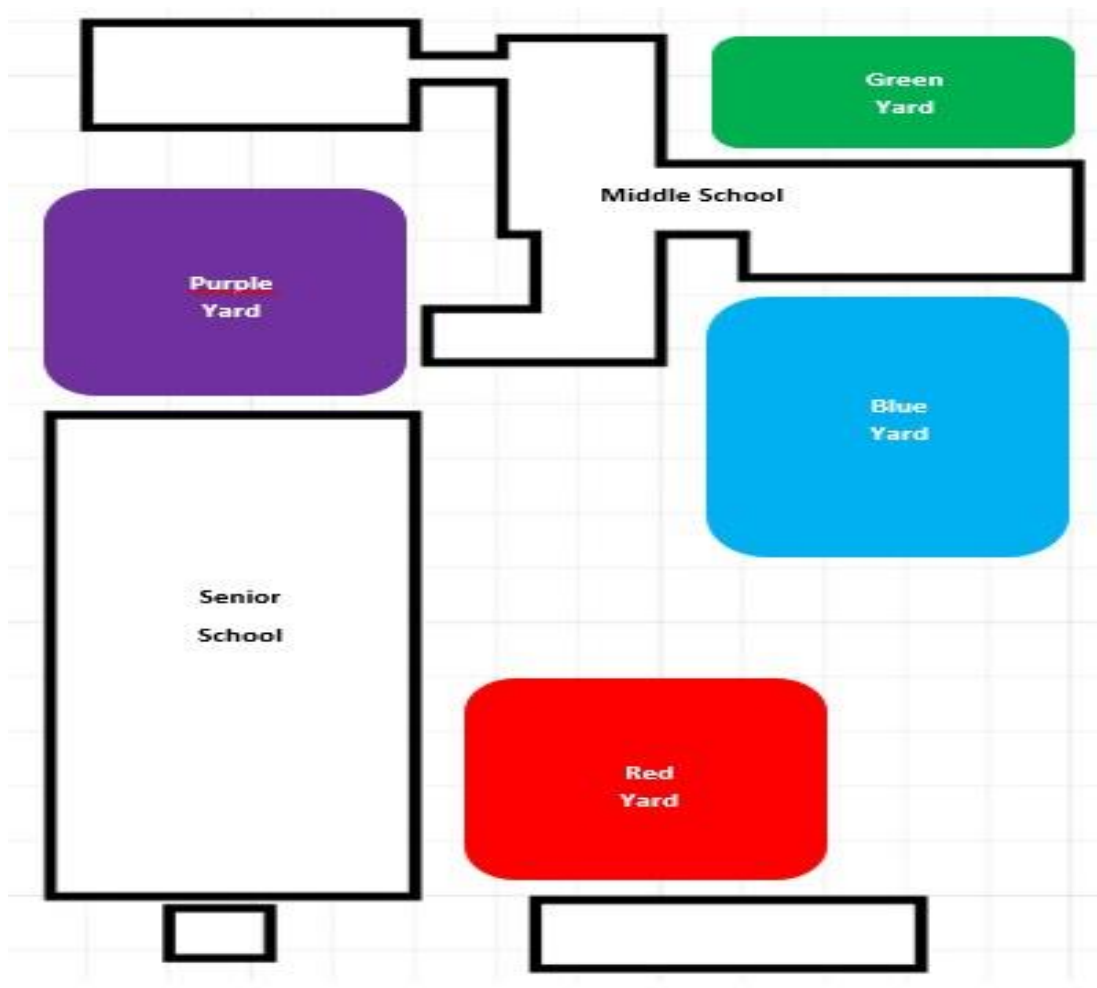 Green
Yard
Middle School
Purple
Yard
Blue
Yard
Senior
School
Red
Yard